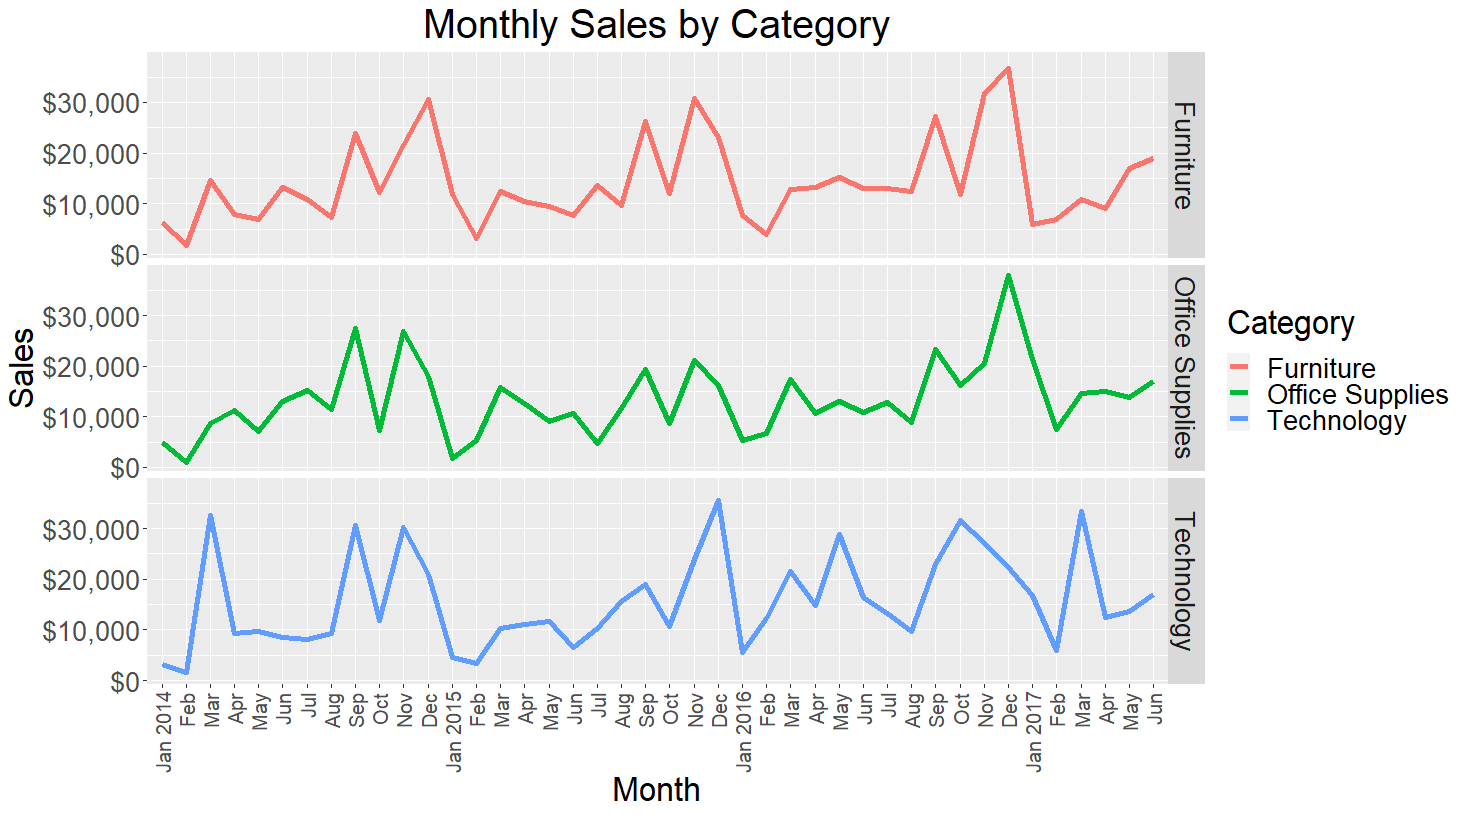 Monthly Sales by Category
Sales
$30,000
$20,000
$10,000
$0
Furniture
$30,000
$20,000
$10,000
$0
Office Supplies
$30,000
$20,000
$10,000
$0
Technology
Jan 2014 Feb Mar Apr May Jun Jul Aug Sep Oct Nov Dec Jan 2015 Feb Mar Apr May Jun Jul Aug Sep Oct Nov Dec Jan 2016 Feb Mar Apr May Jun Jul Aug Sep Oct Nov Dec Jan 2017 Feb Mar Apr May Jun
Month
Category
Furniture
Office Supplies
Technology